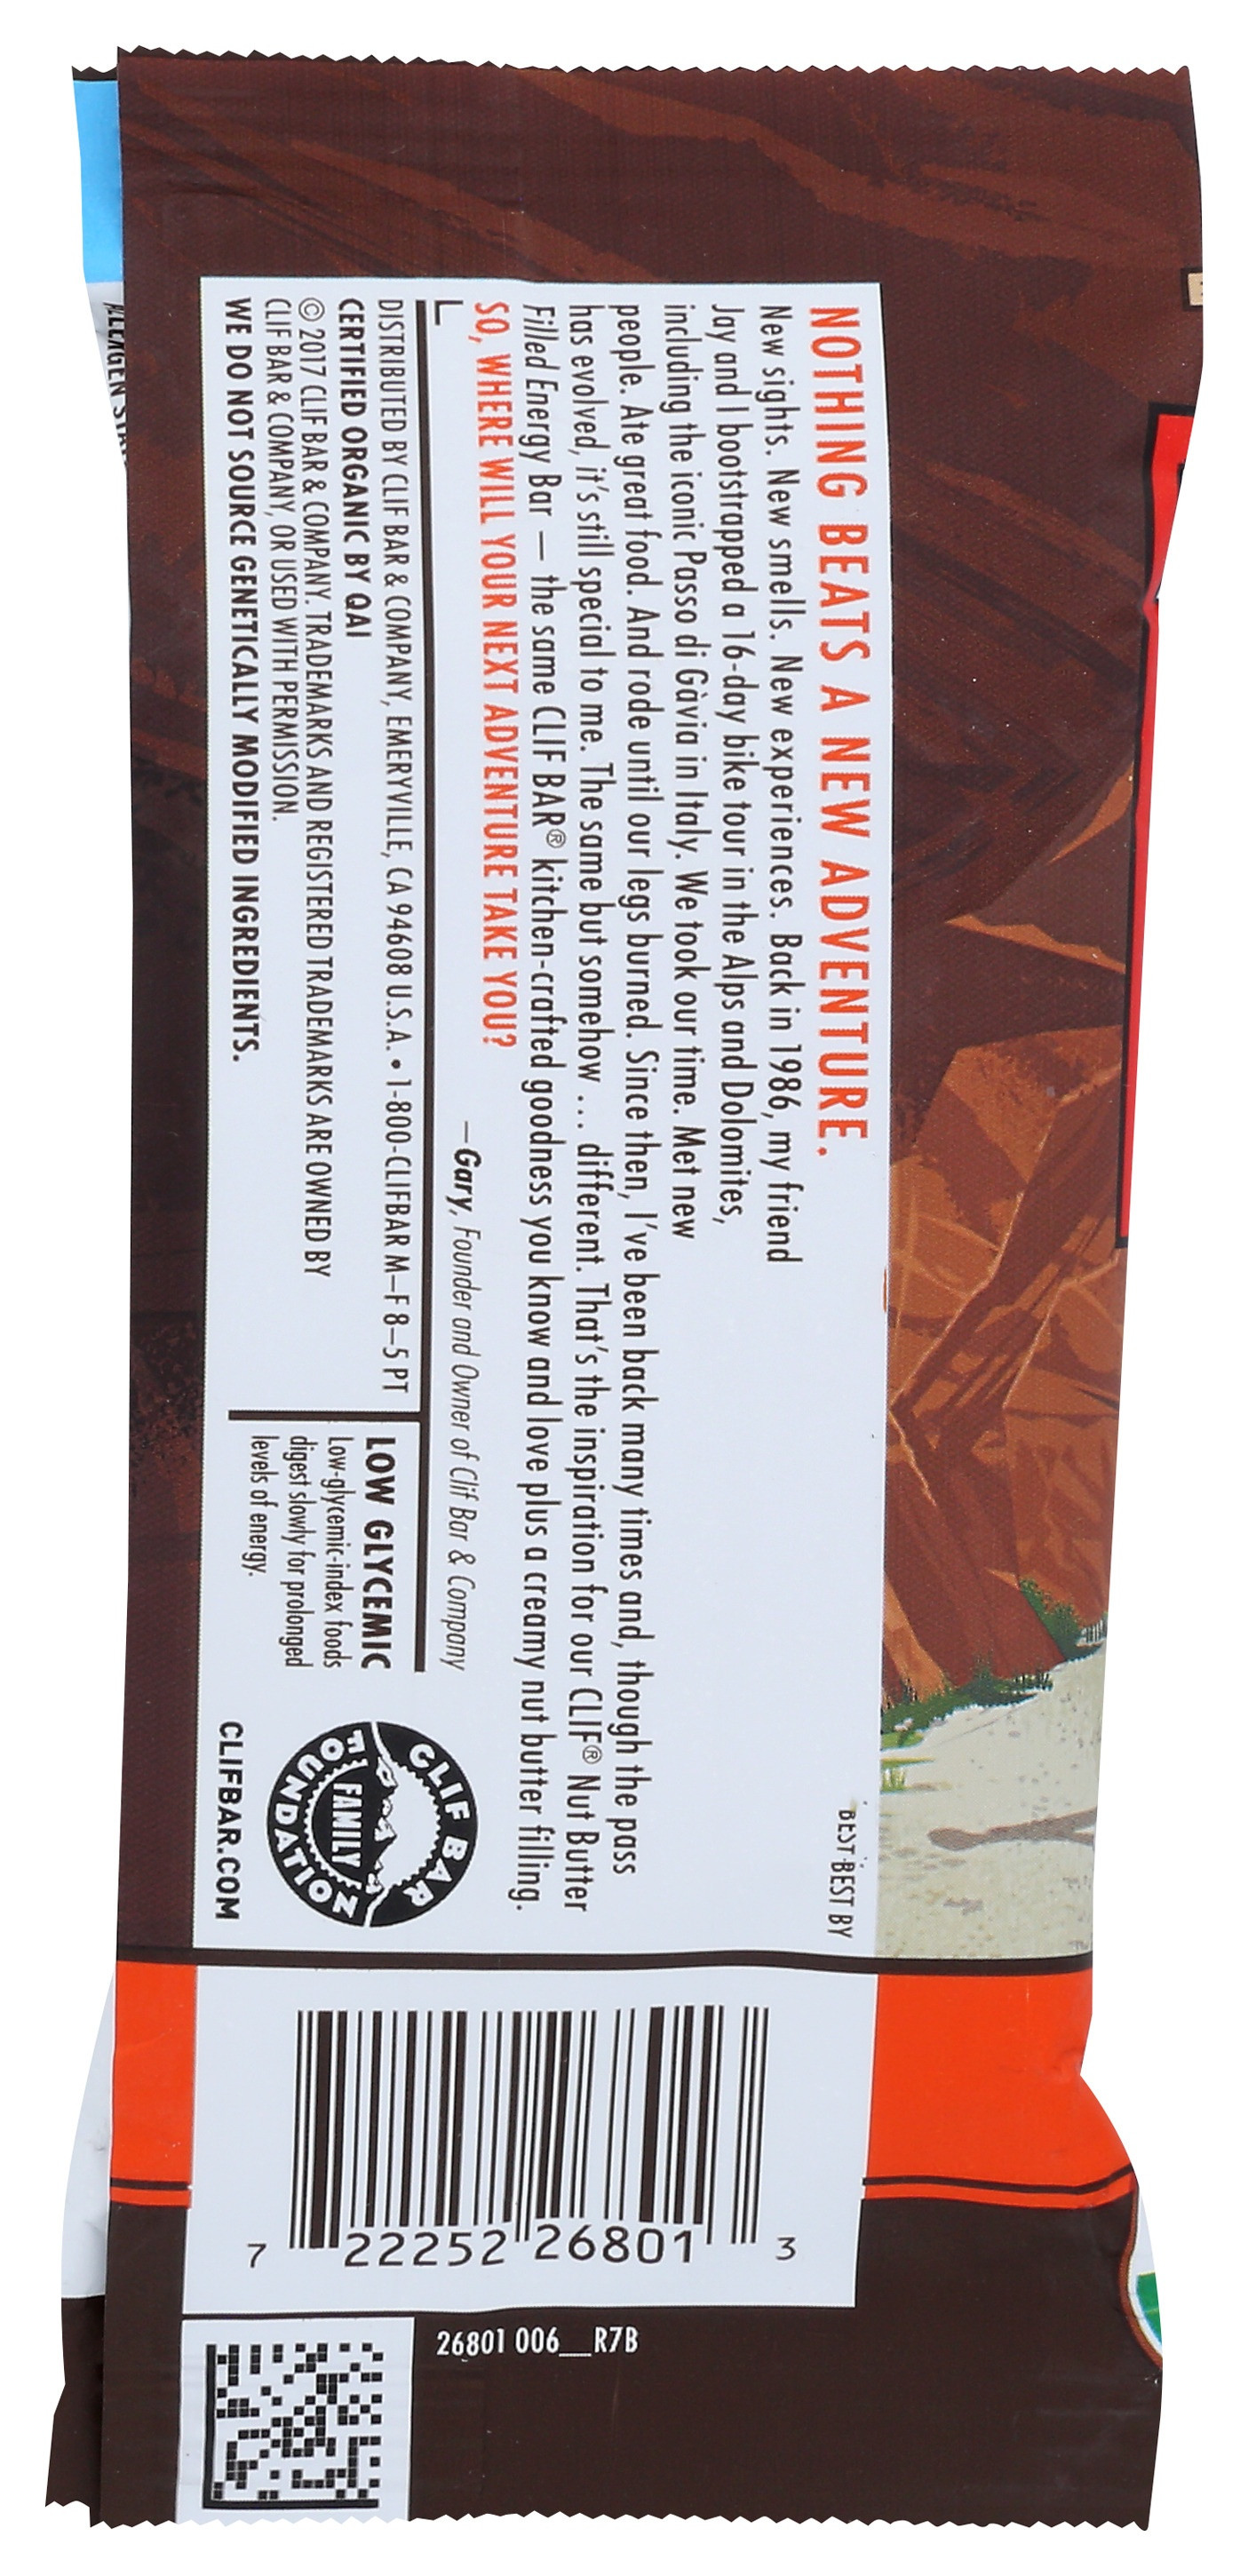 NOTHING BEATS A NEW ADVENTURE.
New sights. New smells. New experiences. Back in 1986, my friend
Jay and I bootstrapped a 16-day bike tour in the Alps and Dolomites,
including the iconic Passo di Gàvia in Italy. We took our time. Met new
people. Ate great food. And rode until our legs burned. Since then, I've been back many times and, though the pass
has evolved, it's still special to me. The same but somehow ... different. That's the inspiration for our CLIF® Nut Butter
Filled Energy Bar — the same CLIF BAR® kitchen-crafted goodness you know and love plus a creamy nut butter filling.
SO, WHERE WILL YOUR NEXT ADVENTURE TAKE YOU?
—Gary, Founder and Owner of Clif Bar & Company
DISTRIBUTED BY CLIF BAR & COMPANY, EMERYVILLE, CA 94608 U.S.A. • 1-800-CLIFBAR M–F 8–5 PT
CERTIFIED ORGANIC BY QAI
© 2017 CLIF BAR & COMPANY. TRADEMARKS AND REGISTERED TRADEMARKS ARE OWNED BY
CLIF BAR & COMPANY, OR USED WITH PERMISSION.
WE DO NOT SOURCE GENETICALLY MODIFIED INGREDIENTS.
LOW GLYCEMIC
Low-glycemic-index foods
digest slowly for prolonged
levels of energy.
CLIF BAR
FAMILY
FOUNDATION
CLIFBAR.COM
BEST BEST BY
7 22252 26801 3
26801 006__R7B
ALLERGEN